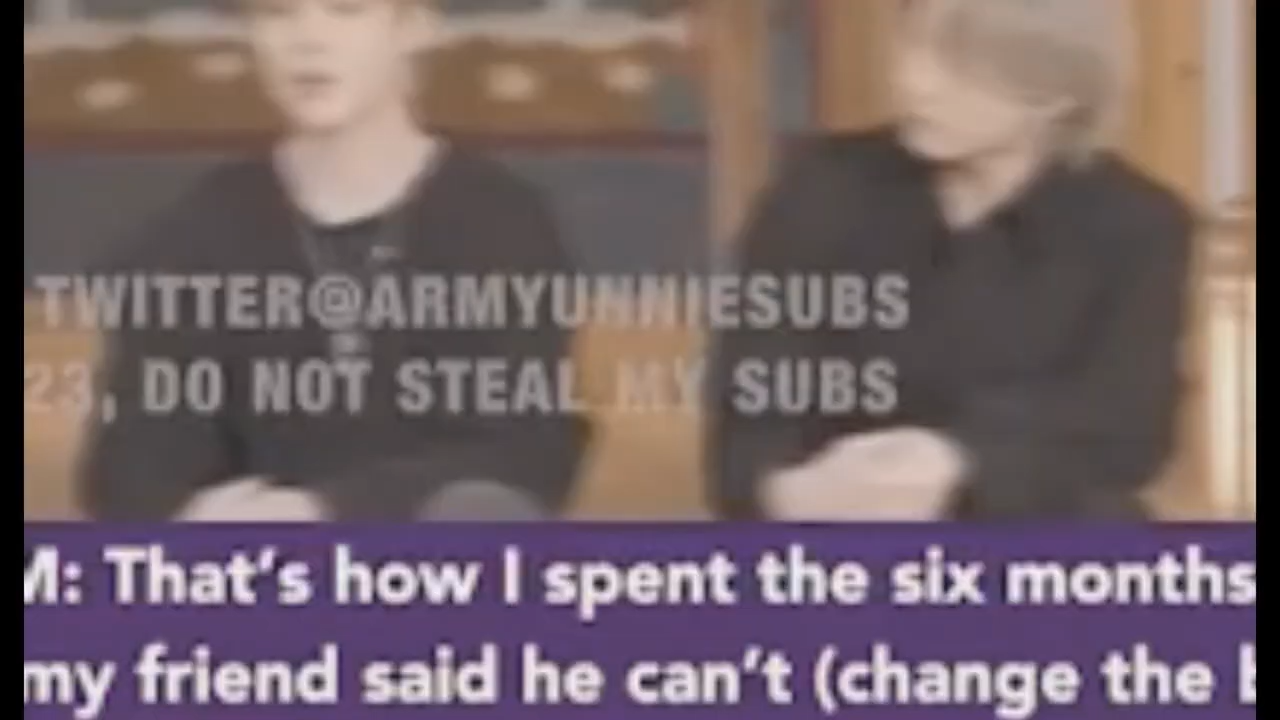 TWITTER@ARMYUNNIESUBS
23, DO NOT STEAL MY SUBS
M: That's how I spent the six months
my friend said he can't (change the